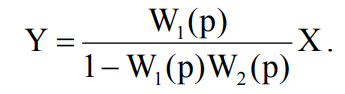 Y = W₁(p) / (1 − W₁(p)W₂(p)) X .